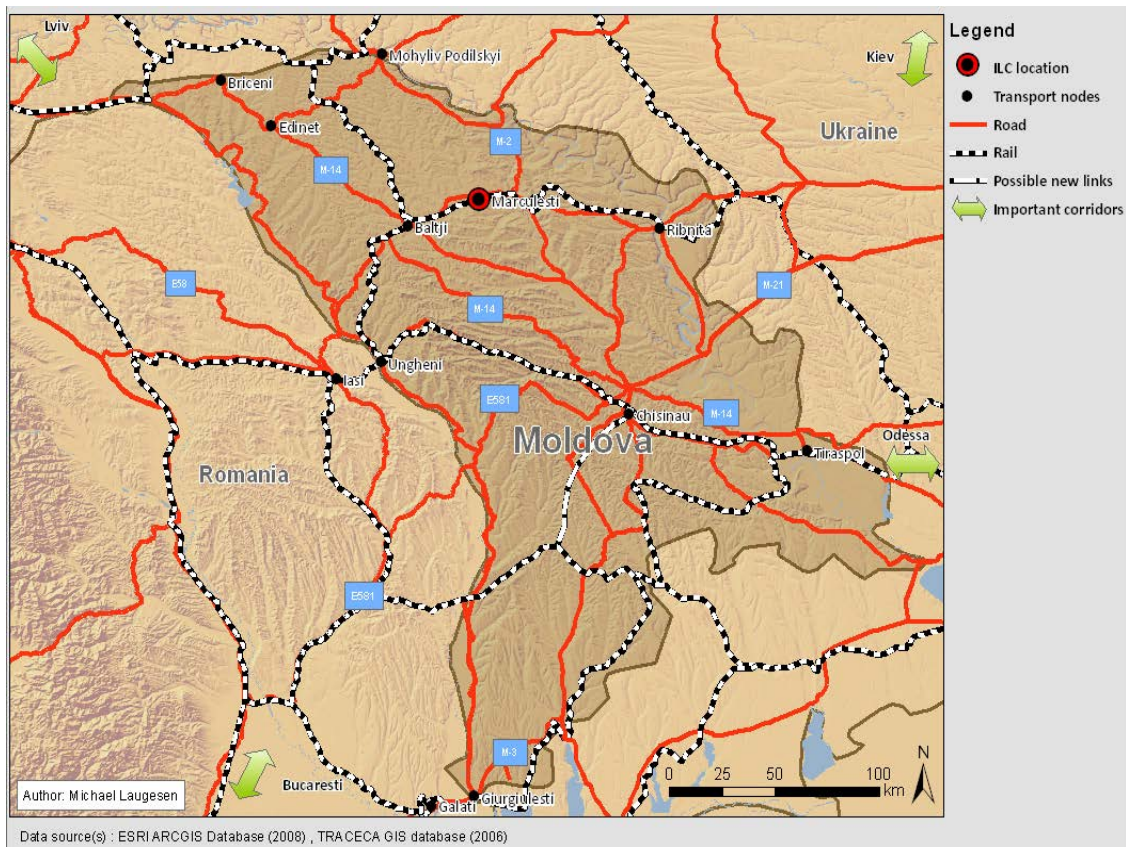 Lviv
Kiev
Mohyliv Podilskyi
Briceni
Edinet
M-2
M-14
Ukraine
Marculesti
Baltji
Ribnita
E58
M-14
M-21
Ungheni
Iasi
E581
Chisinau
M-14
Moldova
Odessa
Tiraspol
Romania
E581
M-3
Bucaresti
Giurgiulesti
Galati
0 25 50 100
km
N
Author: Michael Laugesen
Data source(s) : ESRI ARCGIS Database (2008) , TRACECA GIS database (2006)
Legend
ILC location
Transport nodes
Road
Rail
Possible new links
Important corridors